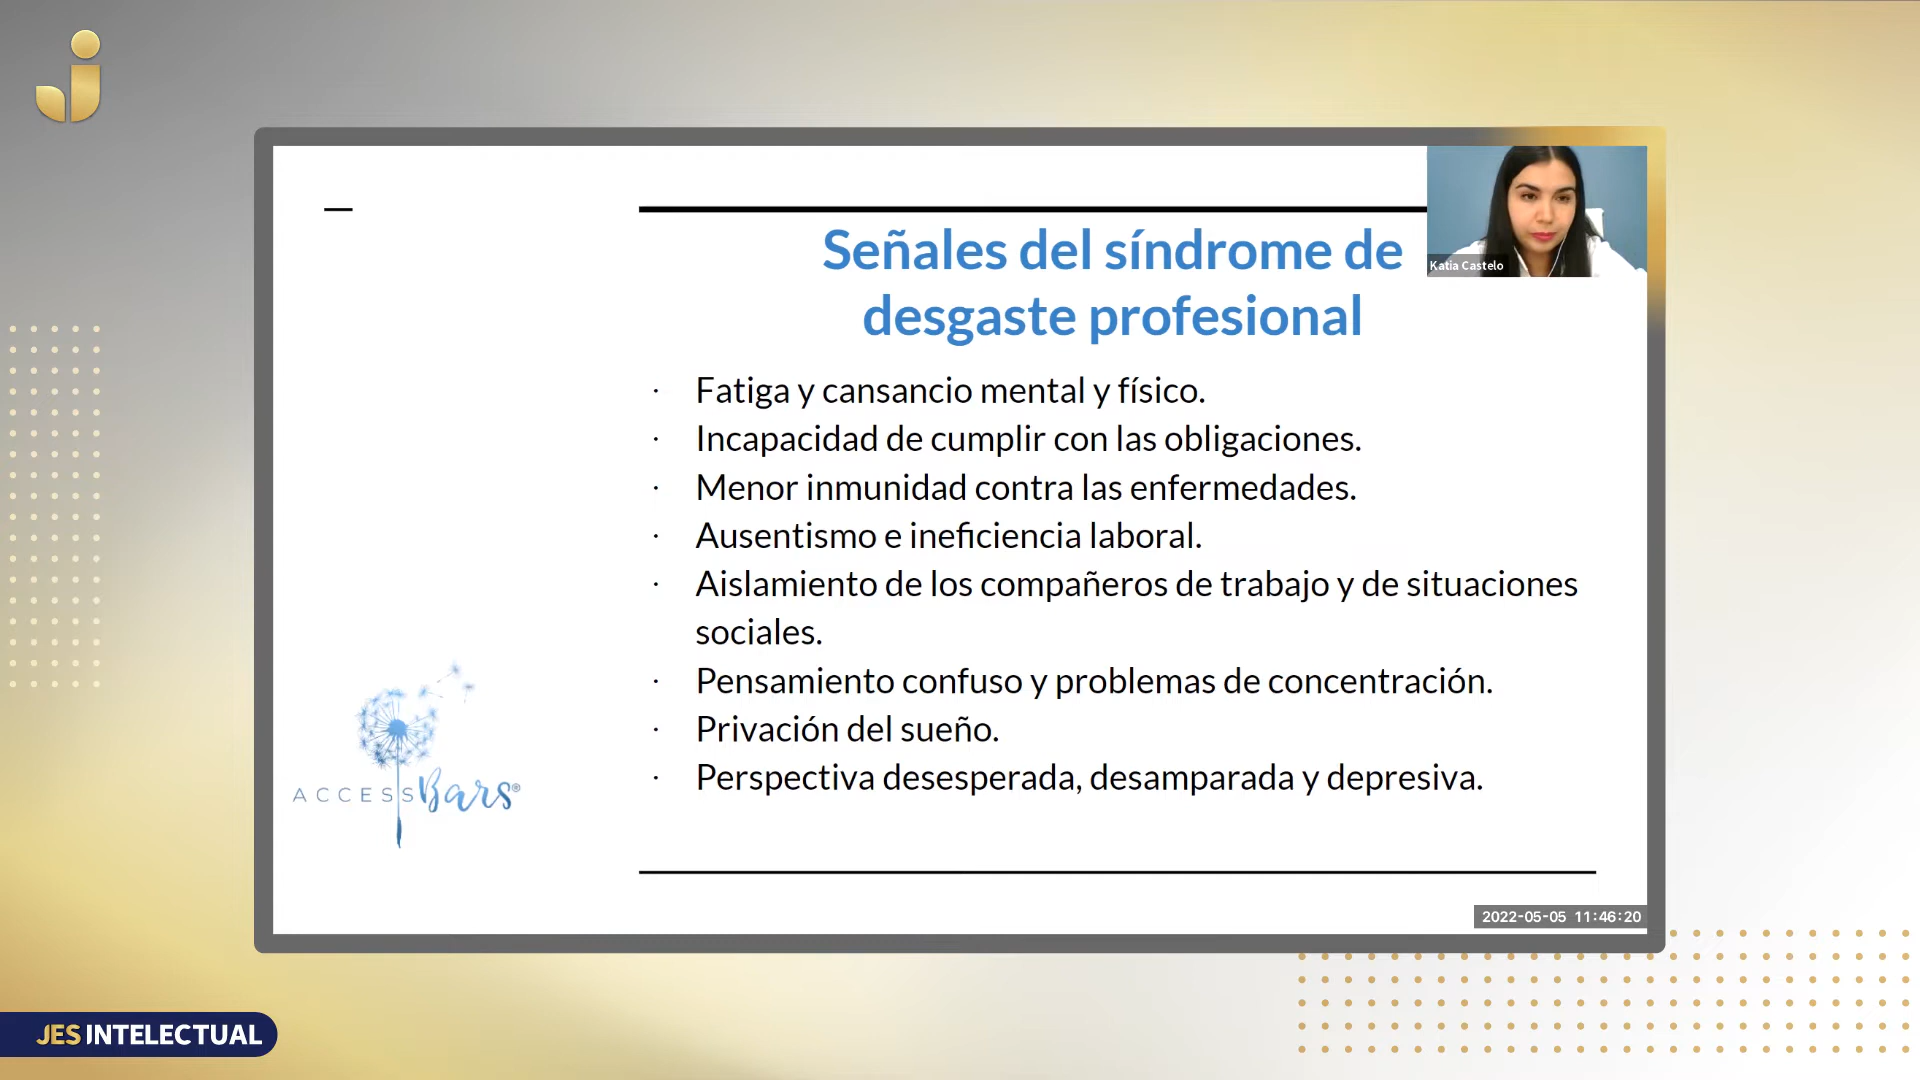 Señales del síndrome de
desgaste profesional
Katia Castelo
· Fatiga y cansancio mental y físico.
· Incapacidad de cumplir con las obligaciones.
· Menor inmunidad contra las enfermedades.
· Ausentismo e ineficiencia laboral.
· Aislamiento de los compañeros de trabajo y de situaciones
sociales.
· Pensamiento confuso y problemas de concentración.
· Privación del sueño.
· Perspectiva desesperada, desamparada y depresiva.
ACCESS Bars®
2022-05-05 11:46:20
JES INTELECTUAL